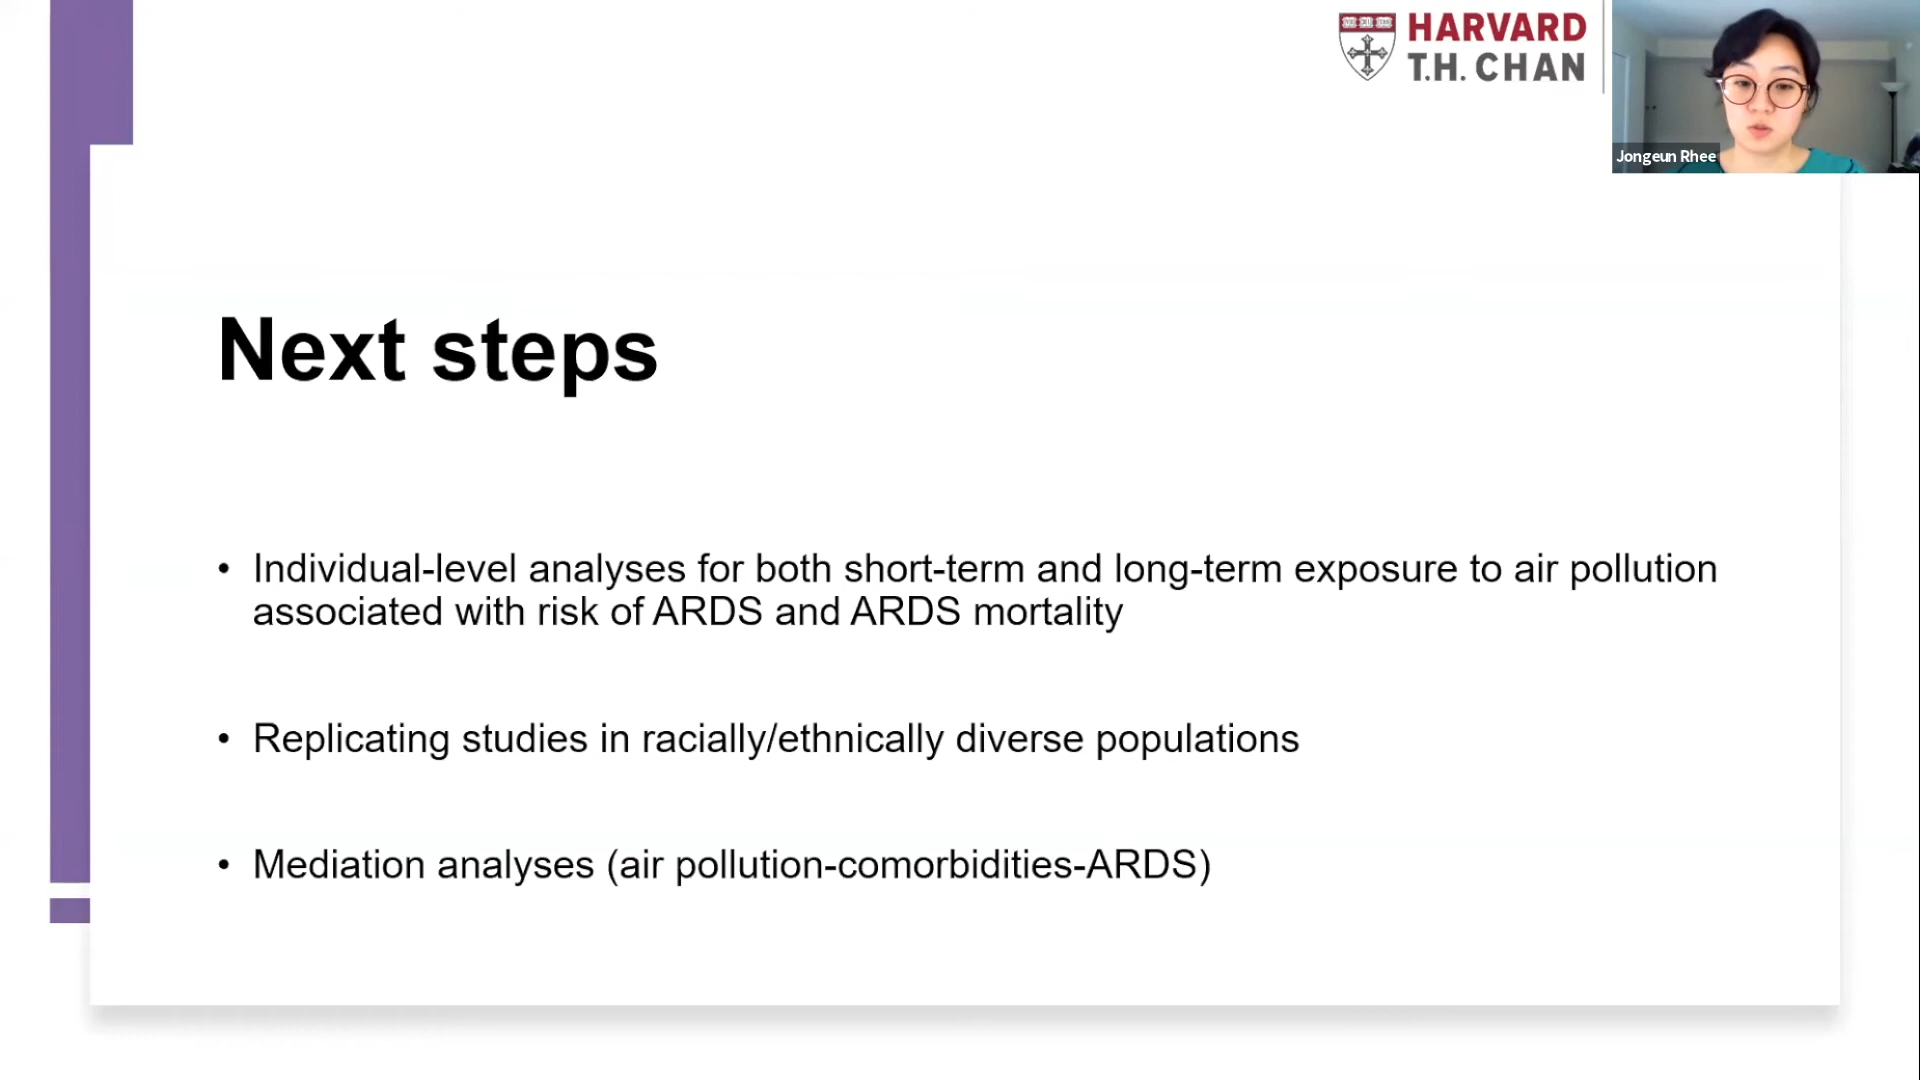 HARVARD
T.H. CHAN
Jongeun Rhee
Next steps
• Individual-level analyses for both short-term and long-term exposure to air pollution
associated with risk of ARDS and ARDS mortality
• Replicating studies in racially/ethnically diverse populations
• Mediation analyses (air pollution-comorbidities-ARDS)